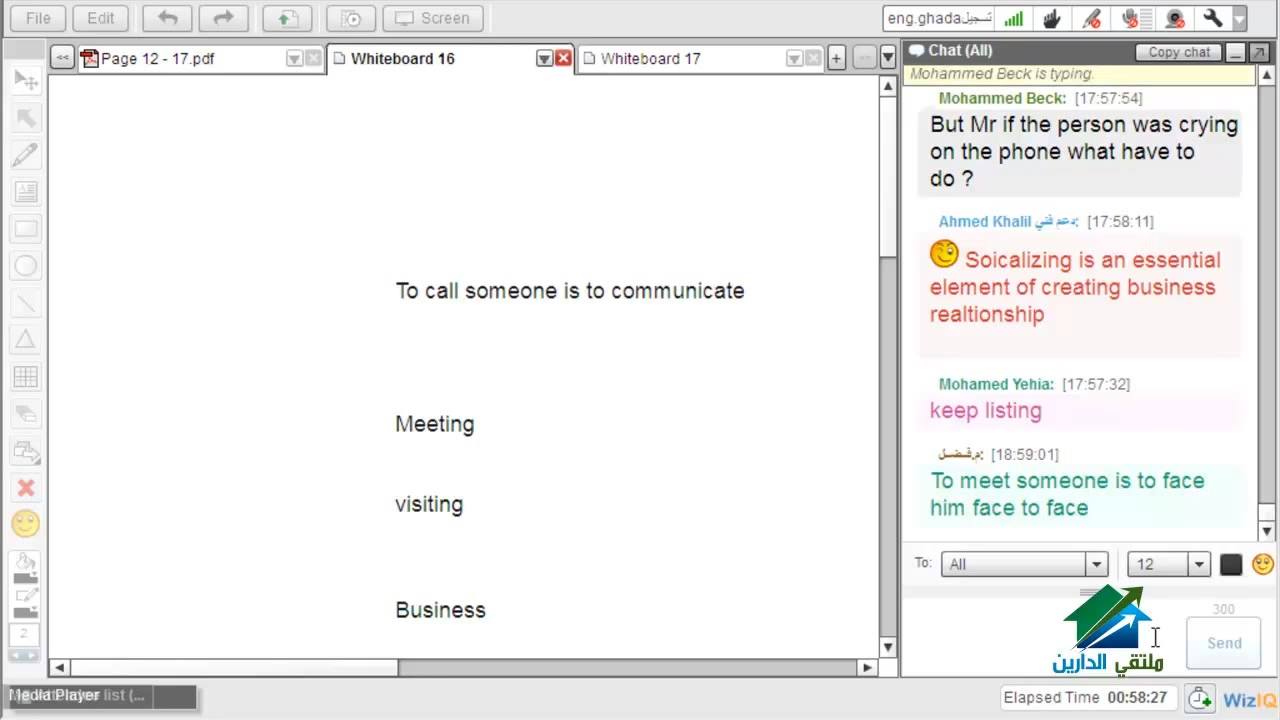 File Edit Screen
eng.ghadaتسجيل
<< Page 12 - 17.pdf Whiteboard 16 Whiteboard 17
Chat (All) Copy chat
Mohammed Beck is typing.
Mohammed Beck: [17:57:54]
But Mr if the person was crying
on the phone what have to
do ?
Ahmed Khalil دعم فني: [17:58:11]
Soicalizing is an essential
element of creating business
realtionship
Mohamed Yehia: [17:57:32]
keep listing
م.فضل: [18:59:01]
To meet someone is to face
him face to face
To call someone is to communicate
Meeting
visiting
Business
2
To: All 12
300
Send
ملتقي الدارين
Media Player
list (...
Elapsed Time 00:58:27
WizIQ